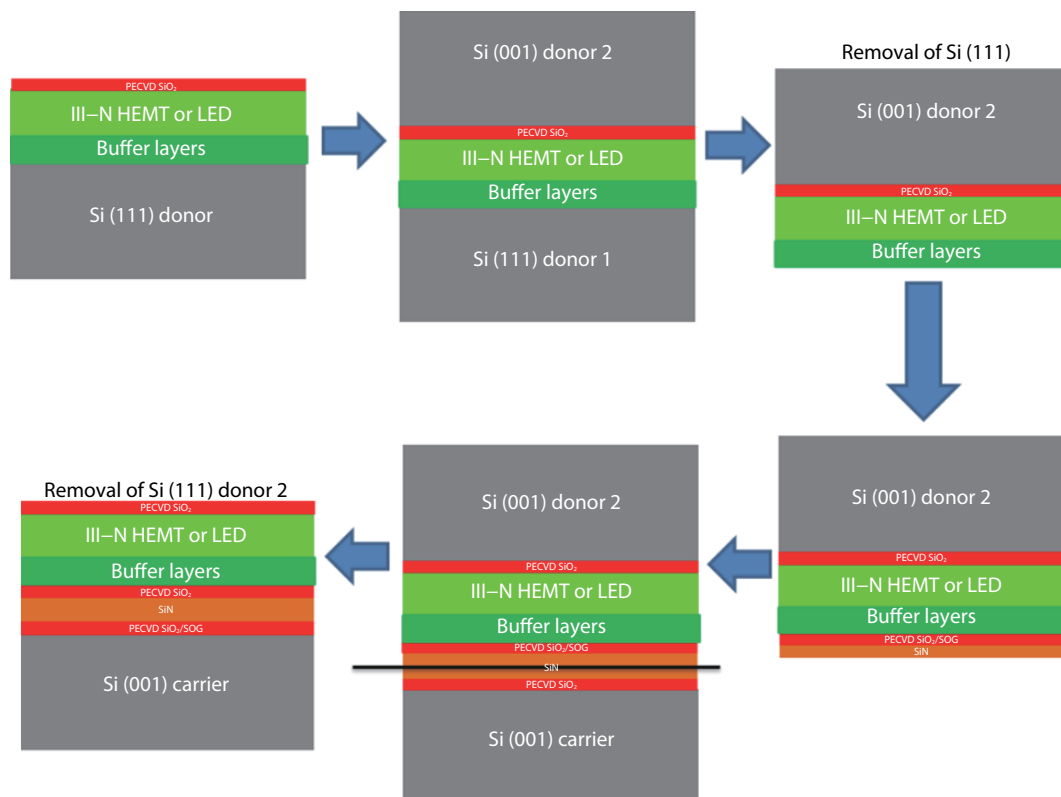 PECVD SiO₂
III–N HEMT or LED
Buffer layers
Si (111) donor
Si (001) donor 2
PECVD SiO₂
III–N HEMT or LED
Buffer layers
Si (111) donor 1
Removal of Si (111)
Si (001) donor 2
PECVD SiO₂
III–N HEMT or LED
Buffer layers
Si (001) donor 2
PECVD SiO₂
III–N HEMT or LED
Buffer layers
PECVD SiO₂/SOG
SiN
Si (001) donor 2
PECVD SiO₂
III–N HEMT or LED
Buffer layers
PECVD SiO₂/SOG
SiN
PECVD SiO₂
Si (001) carrier
Removal of Si (111) donor 2
PECVD SiO₂
III–N HEMT or LED
Buffer layers
PECVD SiO₂
SiN
PECVD SiO₂/SOG
Si (001) carrier